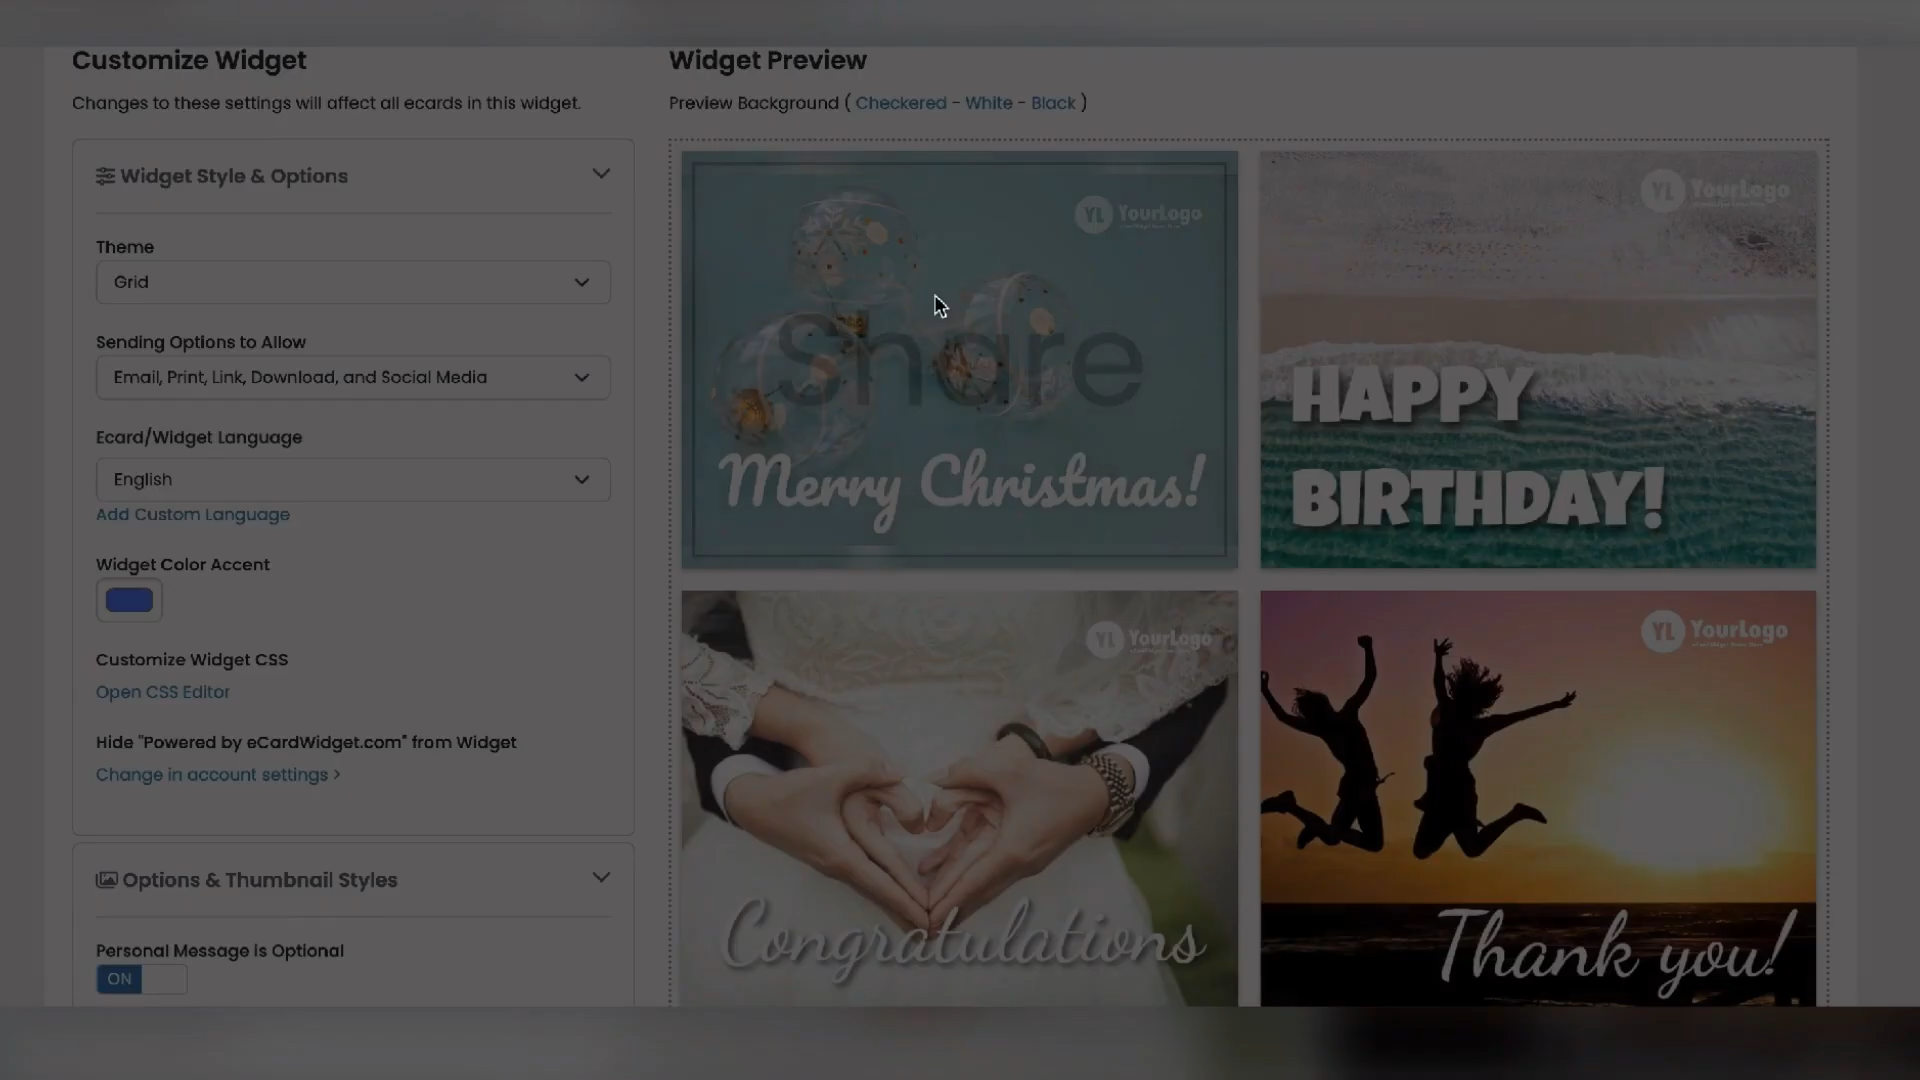 Customize Widget
Changes to these settings will affect all ecards in this widget.
Widget Style & Options
Theme
Grid
Sending Options to Allow
Email, Print, Link, Download, and Social Media
Ecard/Widget Language
English
Add Custom Language
Widget Color Accent
Customize Widget CSS
Open CSS Editor
Hide "Powered by eCardWidget.com" from Widget
Change in account settings >
Options & Thumbnail Styles
Personal Message is Optional
ON
Widget Preview
Preview Background ( Checkered - White - Black )
YL YourLogo
Share
Merry Christmas!
YL YourLogo
HAPPY
BIRTHDAY!
YL YourLogo
Congratulations
YL YourLogo
Thank you!